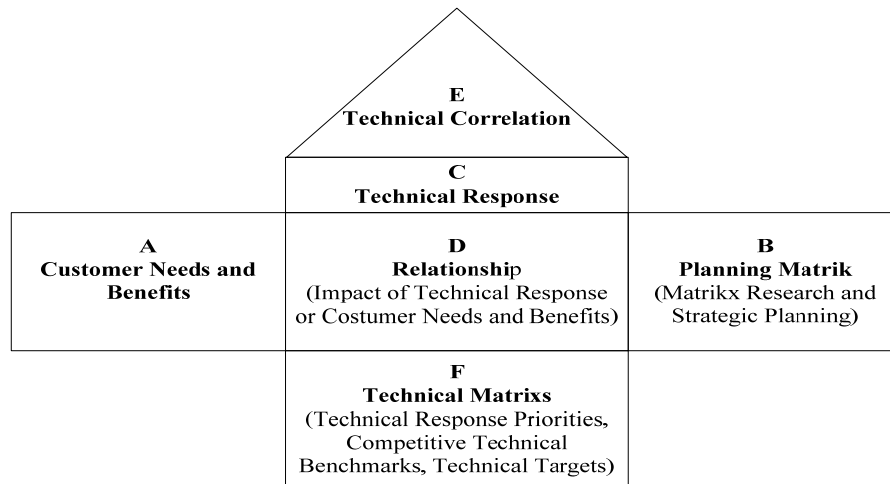 E
Technical Correlation
C
Technical Response
A
Customer Needs and
Benefits
D
Relationship
(Impact of Technical Response
or Costumer Needs and Benefits)
B
Planning Matrik
(Matrikx Research and
Strategic Planning)
F
Technical Matrixs
(Technical Response Priorities,
Competitive Technical
Benchmarks, Technical Targets)